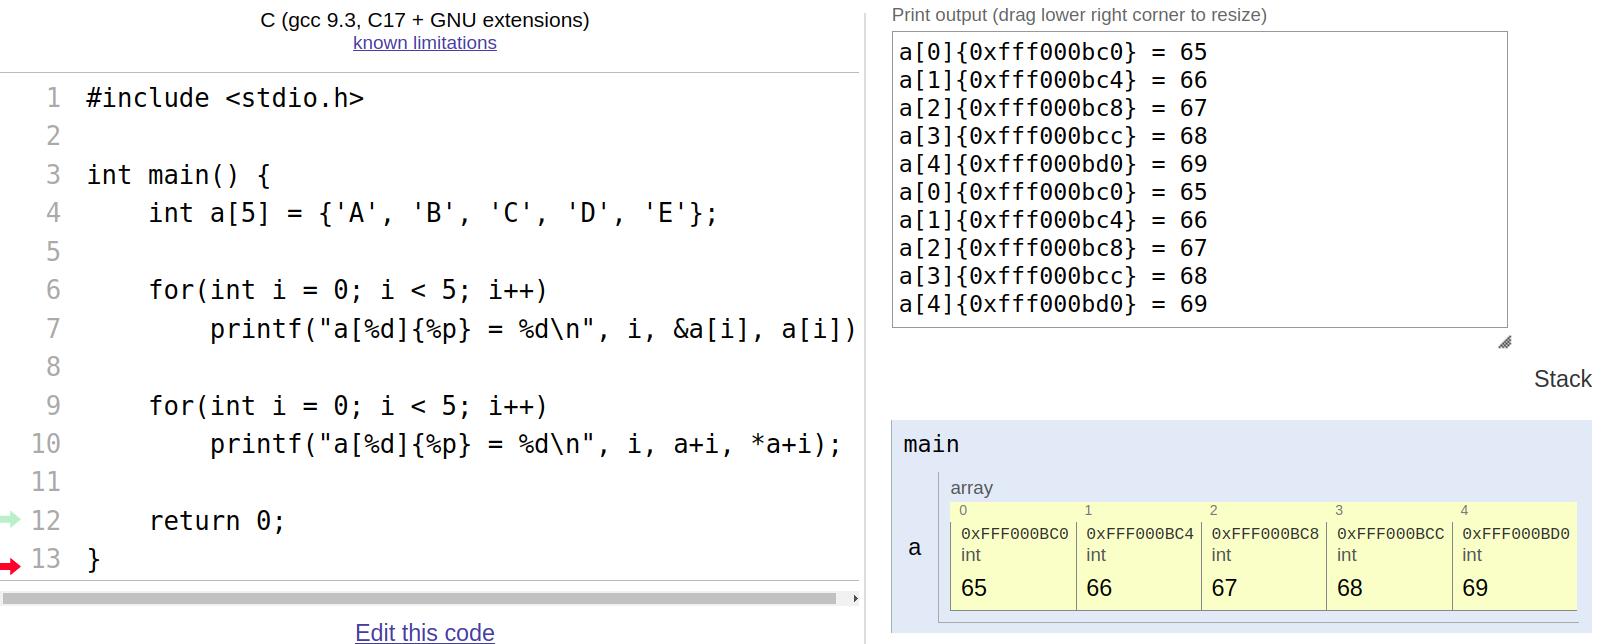 C (gcc 9.3, C17 + GNU extensions)
known limitations
1 #include <stdio.h>
2
3 int main() {
4     int a[5] = {'A', 'B', 'C', 'D', 'E'};
5
6     for(int i = 0; i < 5; i++)
7         printf("a[%d]{%p} = %d\n", i, &a[i], a[i])
8
9     for(int i = 0; i < 5; i++)
10         printf("a[%d]{%p} = %d\n", i, a+i, *a+i);
11
12     return 0;
13 }
Edit this code
Print output (drag lower right corner to resize)
a[0]{0xfff000bc0} = 65
a[1]{0xfff000bc4} = 66
a[2]{0xfff000bc8} = 67
a[3]{0xfff000bcc} = 68
a[4]{0xfff000bd0} = 69
a[0]{0xfff000bc0} = 65
a[1]{0xfff000bc4} = 66
a[2]{0xfff000bc8} = 67
a[3]{0xfff000bcc} = 68
a[4]{0xfff000bd0} = 69
Stack
main
array
0 1 2 3 4
0xFFF000BC0 0xFFF000BC4 0xFFF000BC8 0xFFF000BCC 0xFFF000BD0
a
int int int int int
65 66 67 68 69